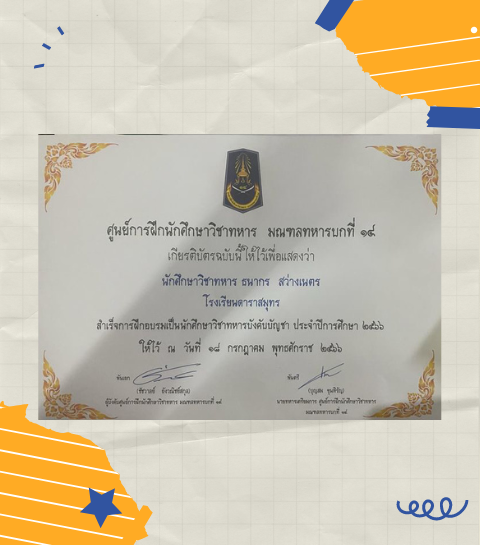 ศูนย์การฝึกนักศึกษาวิชาทหาร มณฑลทหารบกที่ ๑๔
เกียรติบัตรฉบับนี้ให้ไว้เพื่อแสดงว่า
นักศึกษาวิชาทหาร ธนากร สว่างเนตร
โรงเรียนดาราสมุทร
สำเร็จการฝึกอบรมเป็นนักศึกษาวิชาทหารบังคับบัญชา ประจำปีการศึกษา ๒๕๖๖
ให้ไว้ ณ วันที่ ๑๘ กรกฎาคม พุทธศักราช ๒๕๖๖
พันเอก
พันตรี
ผู้บังคับศูนย์การฝึกนักศึกษาวิชาทหาร มณฑลทหารบกที่ ๑๔
นายทหารเตรียมการ ศูนย์การฝึกนักศึกษาวิชาทหาร
มณฑลทหารบกที่ ๑๔